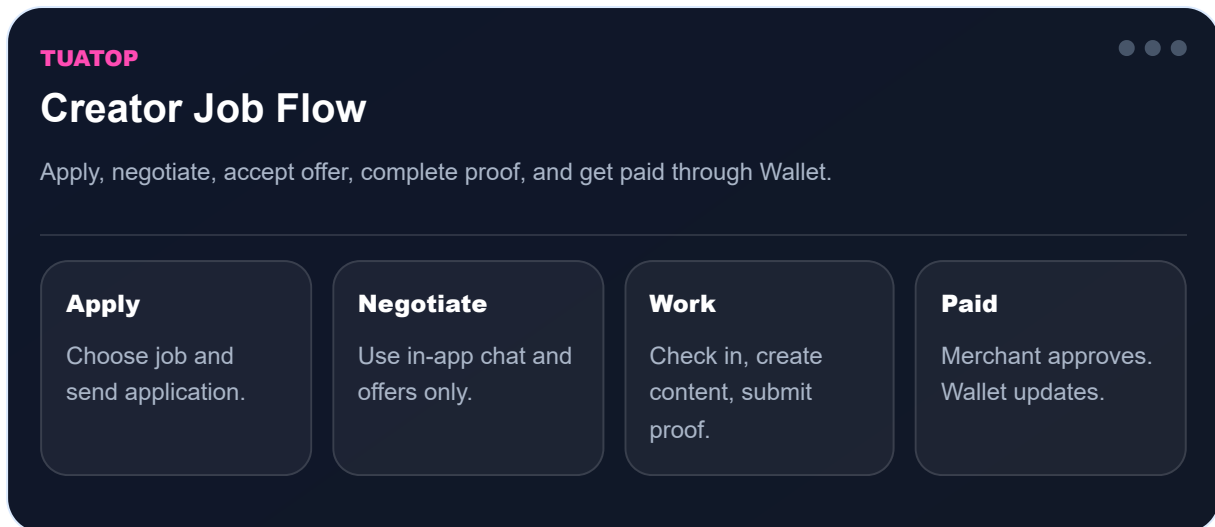 TUATOP
Creator Job Flow
Apply, negotiate, accept offer, complete proof, and get paid through Wallet.
Apply
Choose job and
send application.
Negotiate
Use in-app chat and
offers only.
Work
Check in, create
content, submit
proof.
Paid
Merchant approves.
Wallet updates.